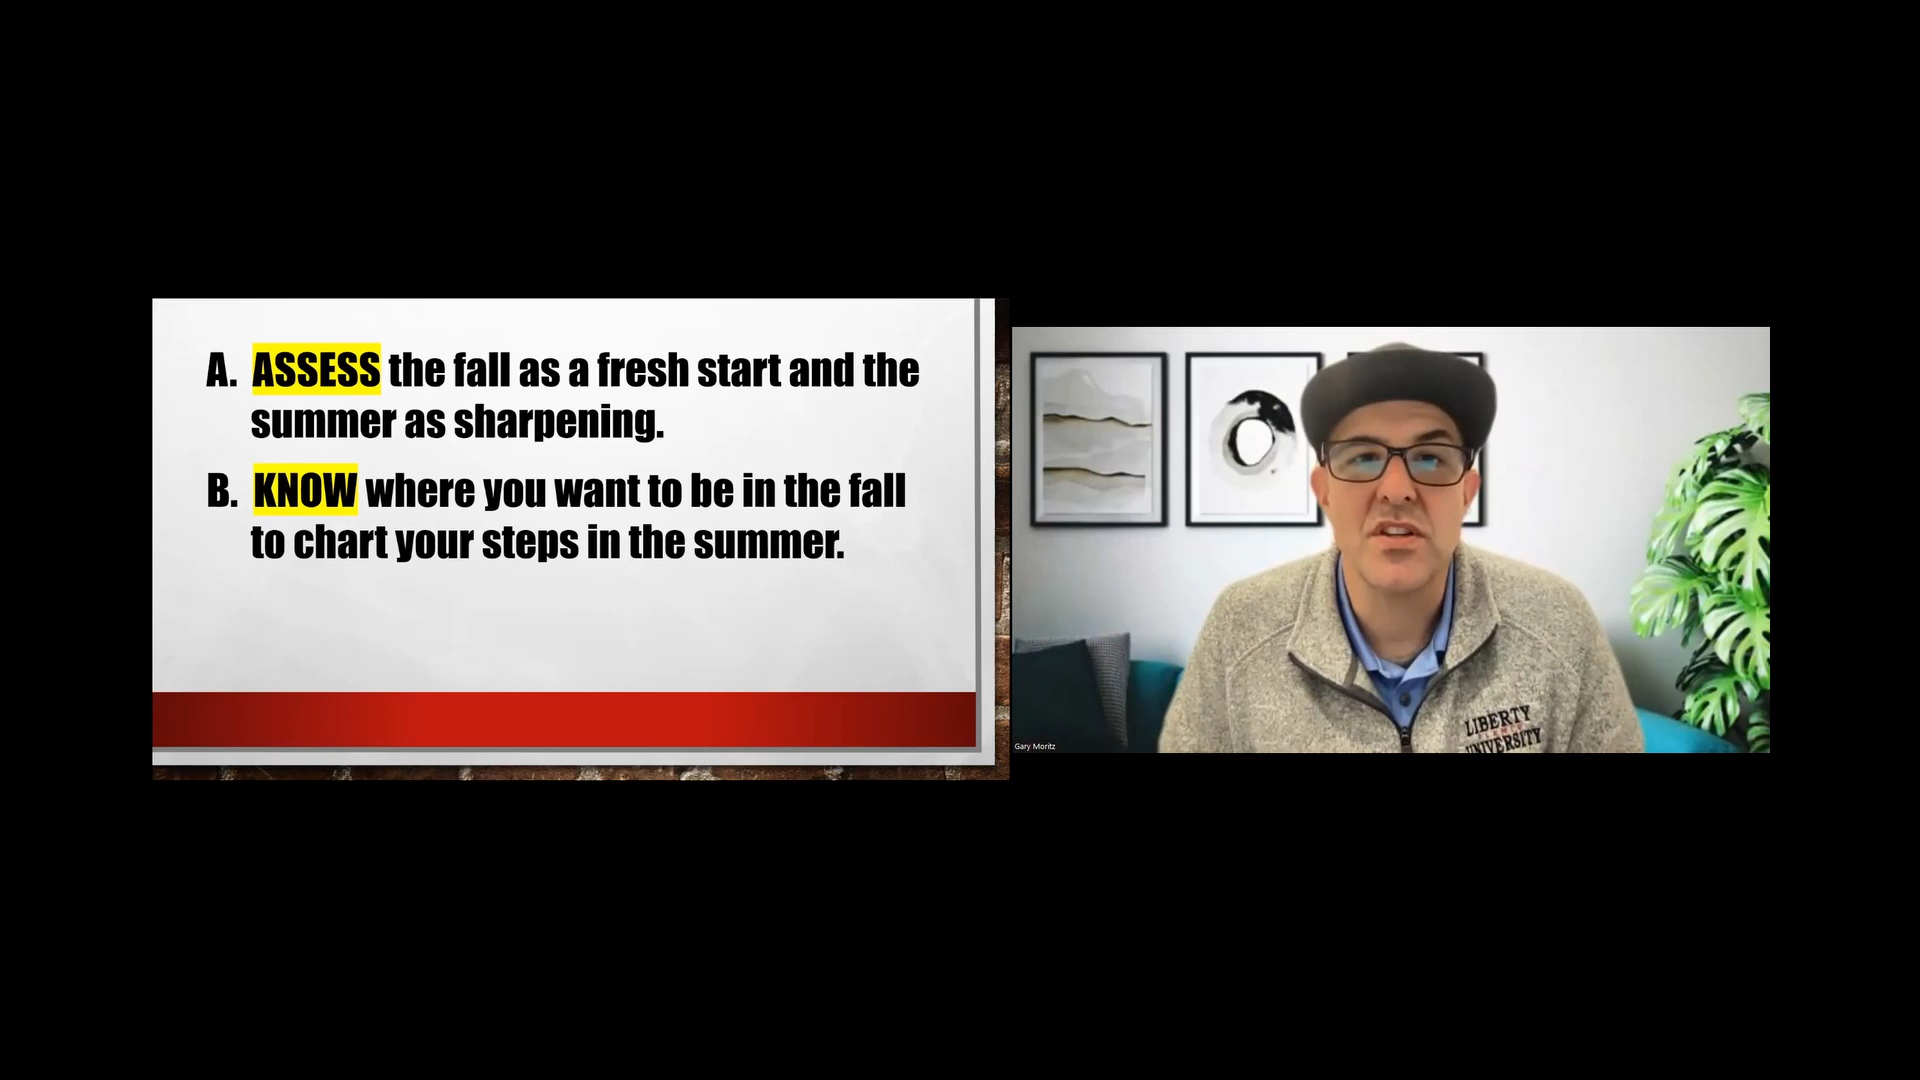 A. ASSESS the fall as a fresh start and the
summer as sharpening.
B. KNOW where you want to be in the fall
to chart your steps in the summer.
Gary Moritz
LIBERTY
UNIVERSITY